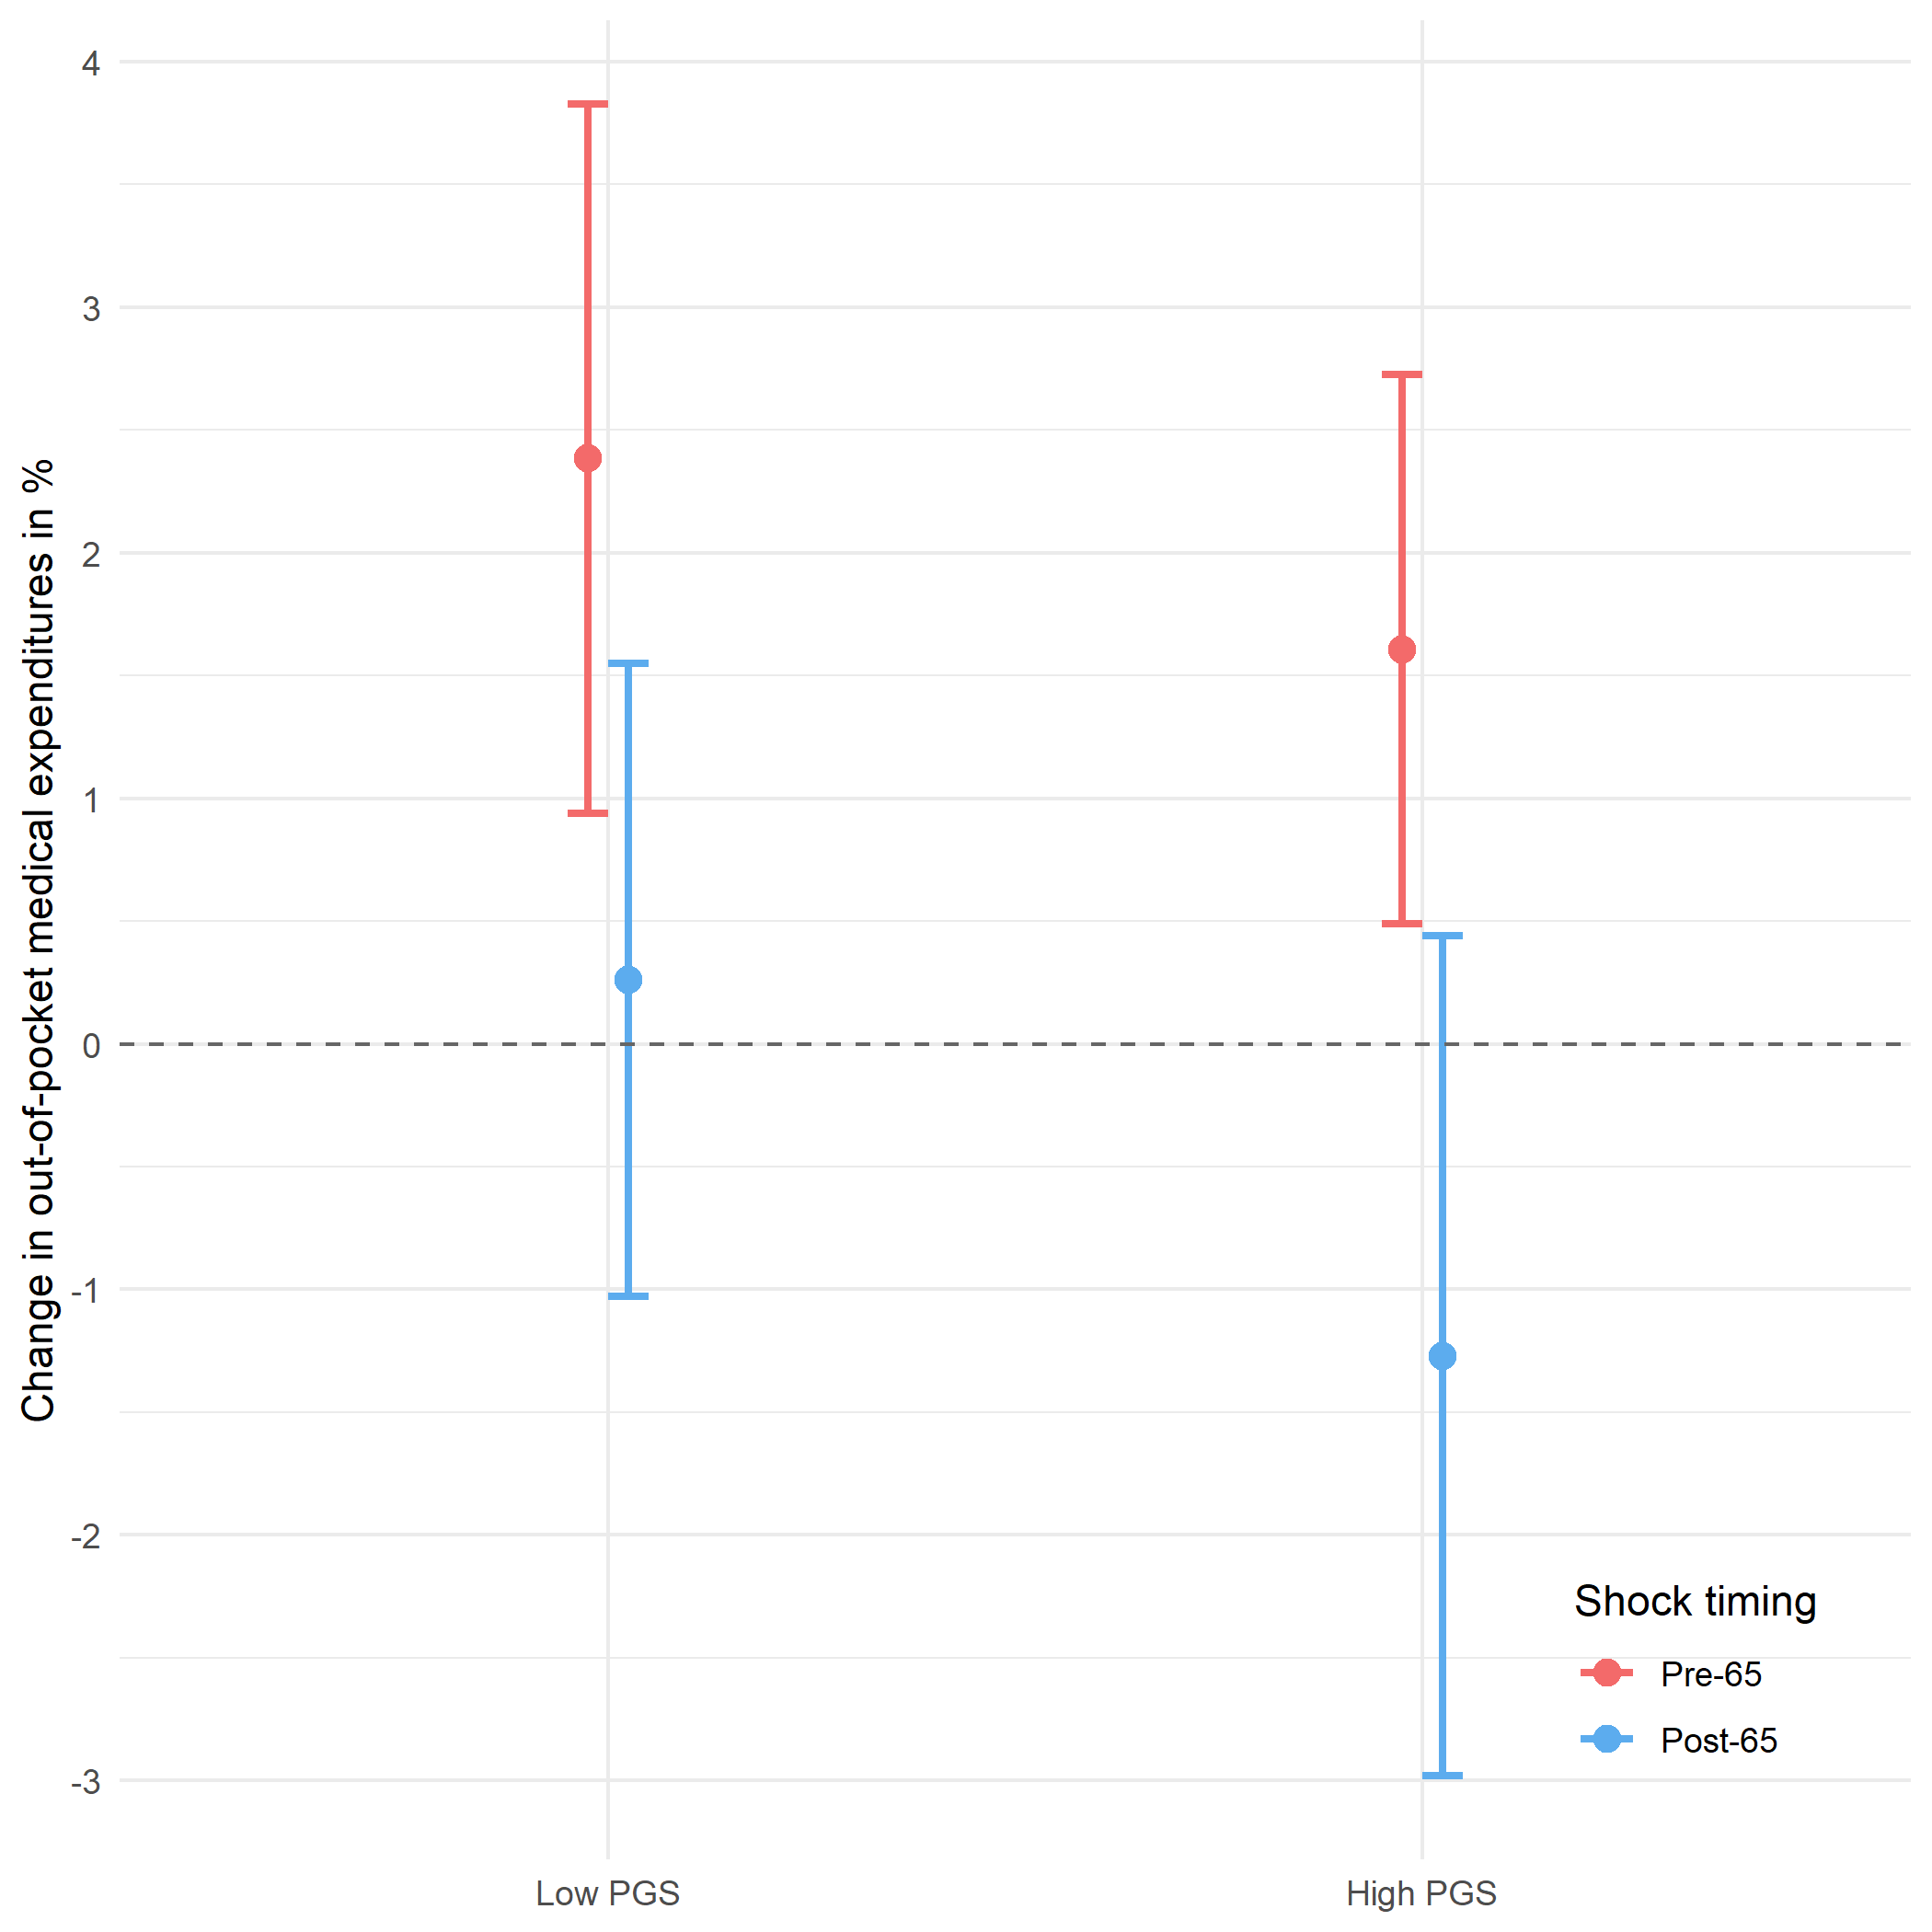 Change in out-of-pocket medical expenditures in %
4
3
2
1
0
-1
-2
-3
Low PGS
High PGS
Shock timing
Pre-65
Post-65